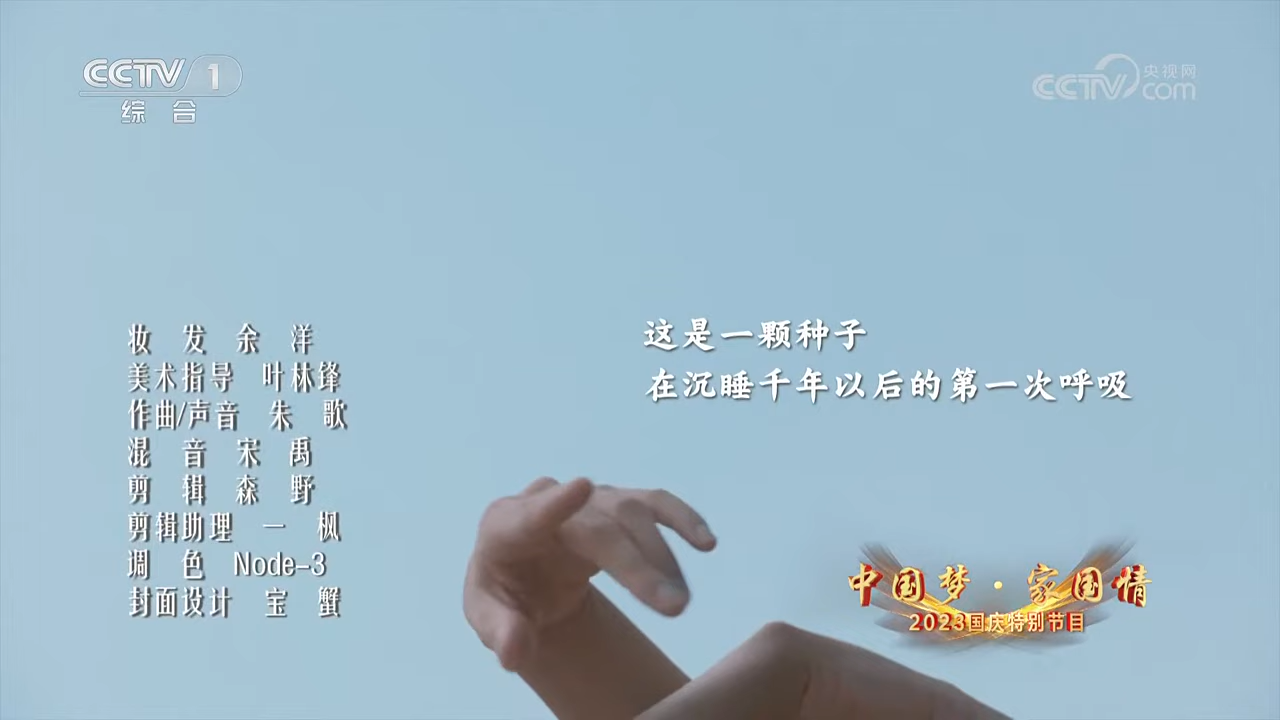 CCTV 1
综合
央视网
CCTV com
妆 发 余 洋
美术指导 叶林锋
作曲/声音 朱 歌
混 音 宋 禹
剪 辑 森 野
剪辑助理 一 枫
调 色 Node-3
封面设计 宝 蟹
这是一颗种子
在沉睡千年以后的第一次呼吸
中国梦·家国情
2023国庆特别节目